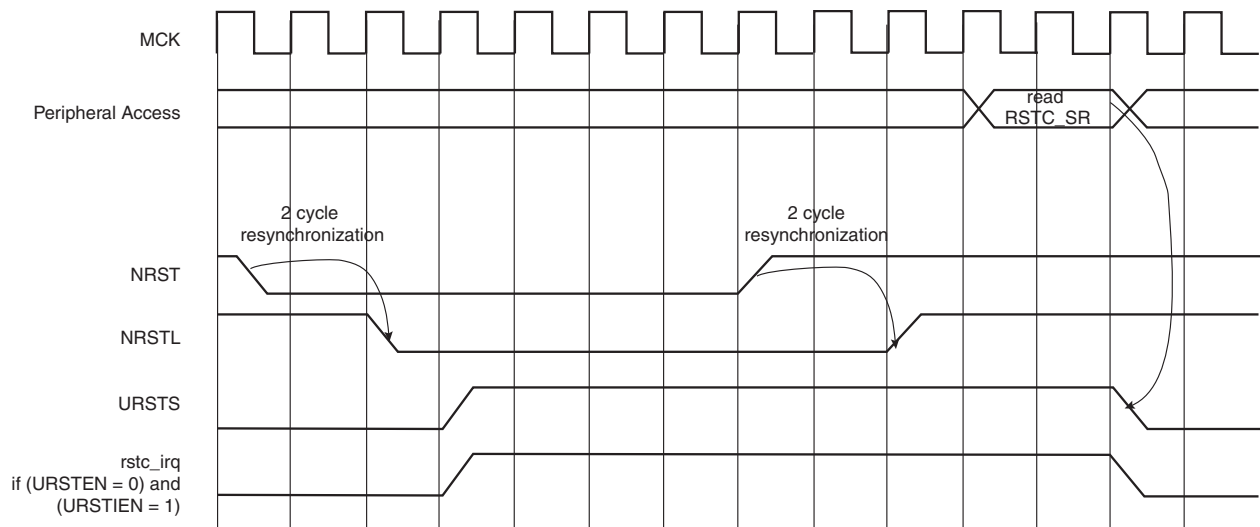 MCK
Peripheral Access
read
RSTC_SR
2 cycle
resynchronization
2 cycle
resynchronization
NRST
NRSTL
URSTS
rstc_irq
if (URSTEN = 0) and
(URSTIEN = 1)